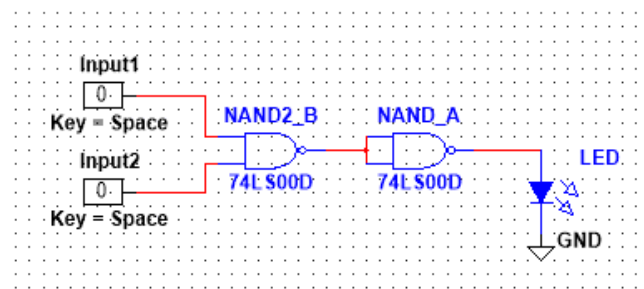 Input1
0
Key = Space
NAND2_B
74LS00D
NAND_A
74LS00D
LED
GND
Input2
0
Key = Space